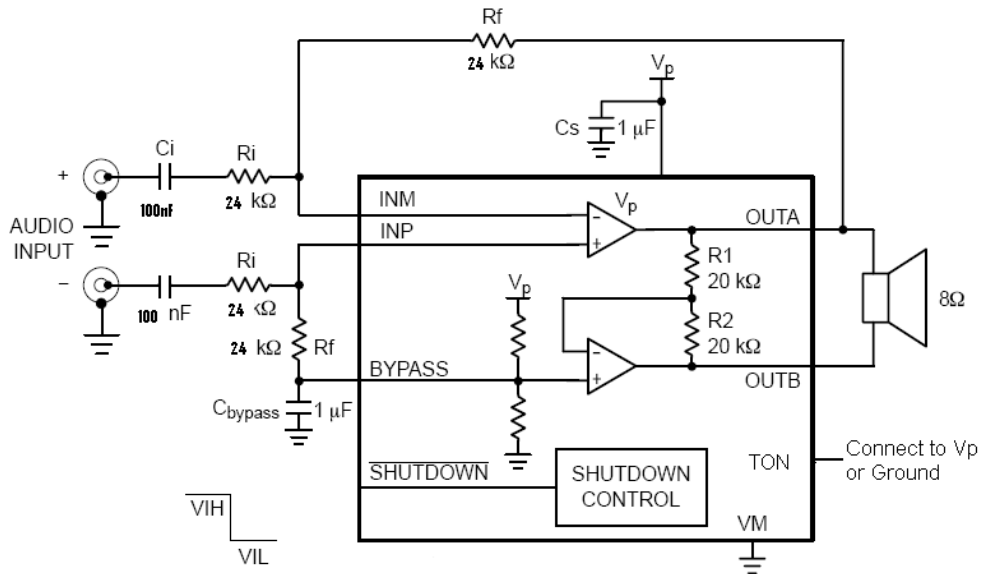 Rf
24 kΩ
Vp
Cs
1 μF
Ci
Ri
+
100nF
24 kΩ
AUDIO
INPUT
INM
INP
Vp
−
+
OUTA
R1
20 kΩ
−
Ri
100 nF
24 kΩ
24 kΩ
Rf
Vp
R2
20 kΩ
8Ω
−
+
BYPASS
OUTB
Cbypass
1 μF
SHUTDOWN
SHUTDOWN
CONTROL
TON
Connect to Vp
or Ground
VIH
VIL
VM